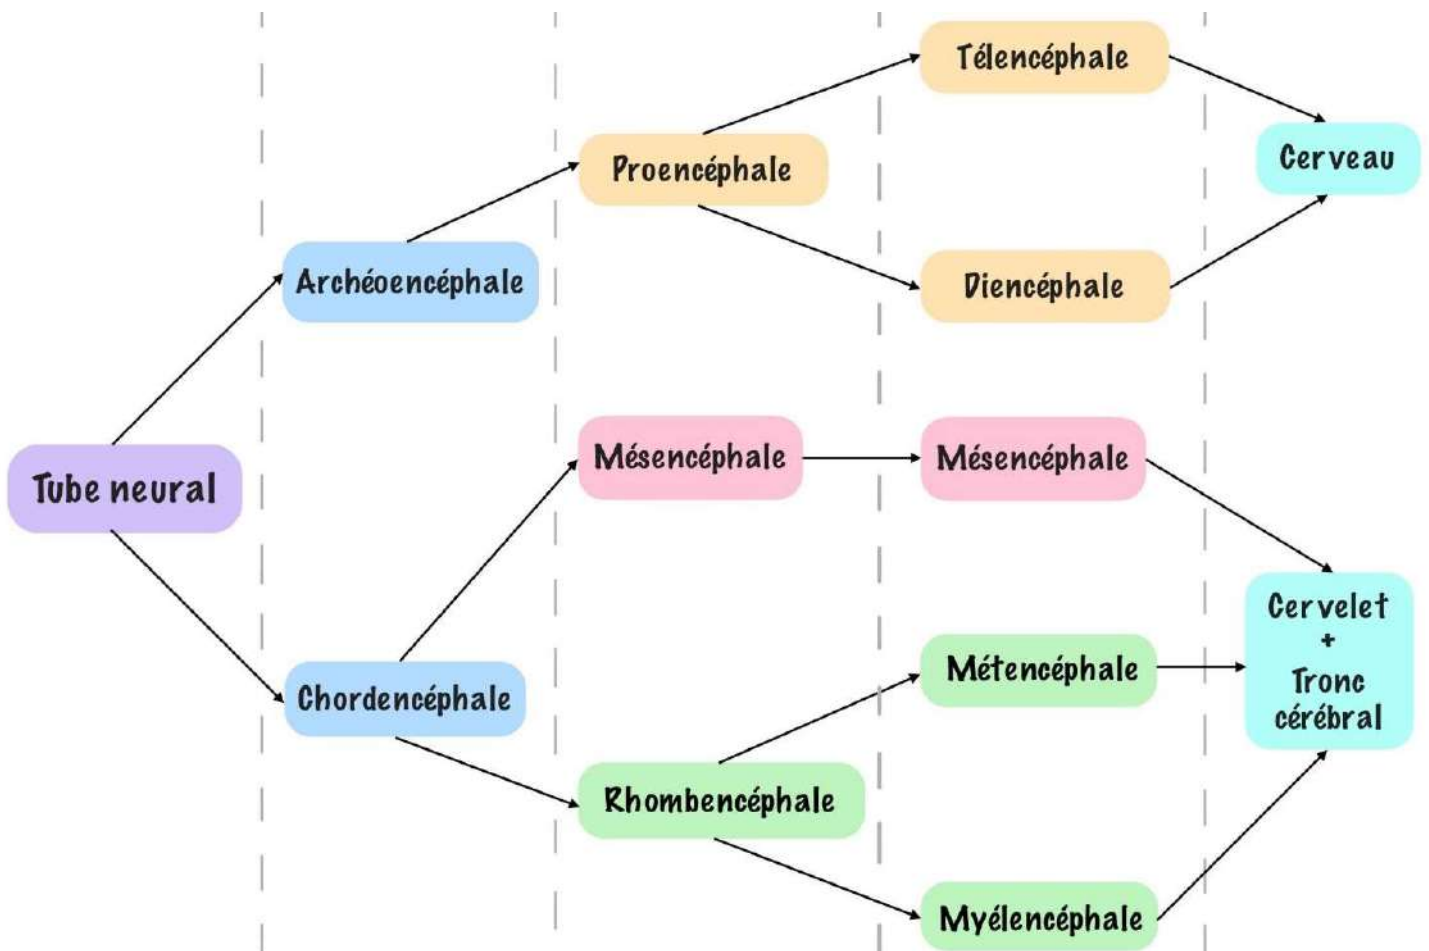 Télencéphale
Cerveau
Proencéphale
Archéoencéphale
Diencéphale
Mésencéphale
Mésencéphale
Tube neural
Cervelet
+
Tronc
cérébral
Métencéphale
Chordencéphale
Rhombencéphale
Myélencéphale